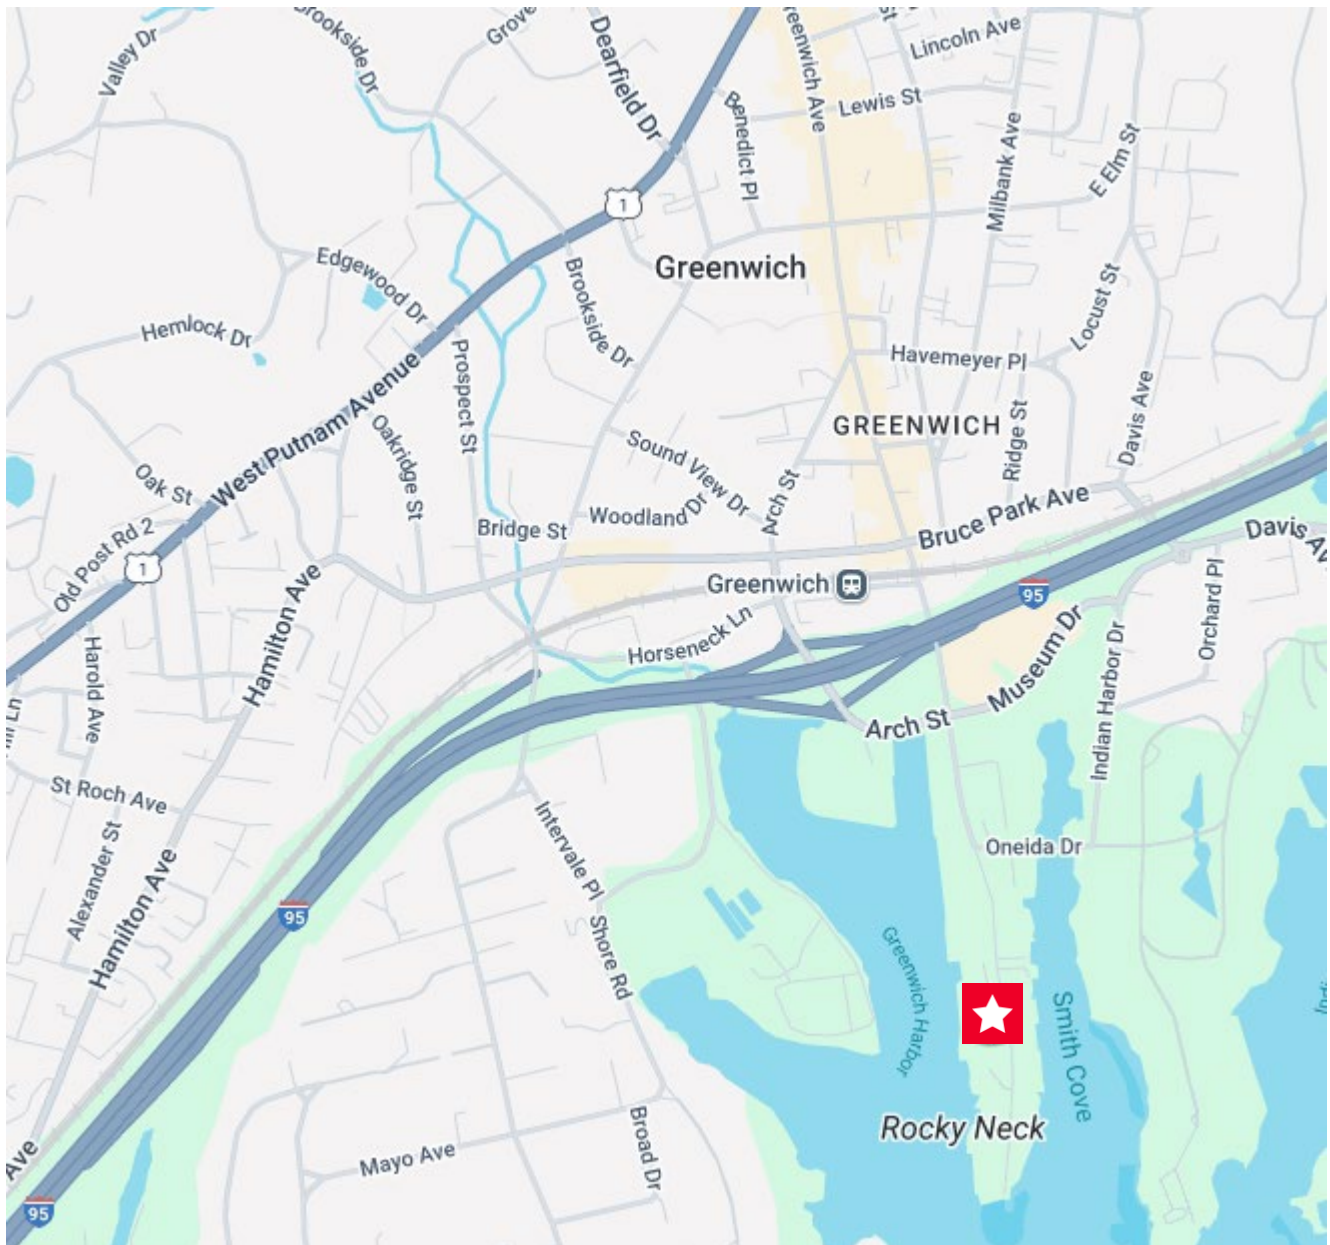 Brookside Dr
Grove
Dearfield Dr
Greenwich Ave
St
Lincoln Ave
Valley Dr
Benedict Pl
Lewis St
Milbank Ave
E Elm St
1
Edgewood Dr
Greenwich
Brookside Dr
Locust St
Hemlock Dr
Prospect St
Havemeyer Pl
West Putnam Avenue
Oakridge St
Sound View Dr
GREENWICH
Ridge St
Davis Ave
Oak St
Arch St
Woodland Dr
Bridge St
Bruce Park Ave
Old Post Rd 2
1
Davis Av
Hamilton Ave
Greenwich
95
Orchard Pl
Horseneck Ln
Museum Dr
Indian Harbor Dr
Harold Ave
Ln
Arch St
St Roch Ave
Alexander St
Intervale Pl
Oneida Dr
Hamilton Ave
95
Shore Rd
Greenwich Harbor
Smith Cove
Indi
Rocky Neck
Broad Dr
Mayo Ave
Ave
95